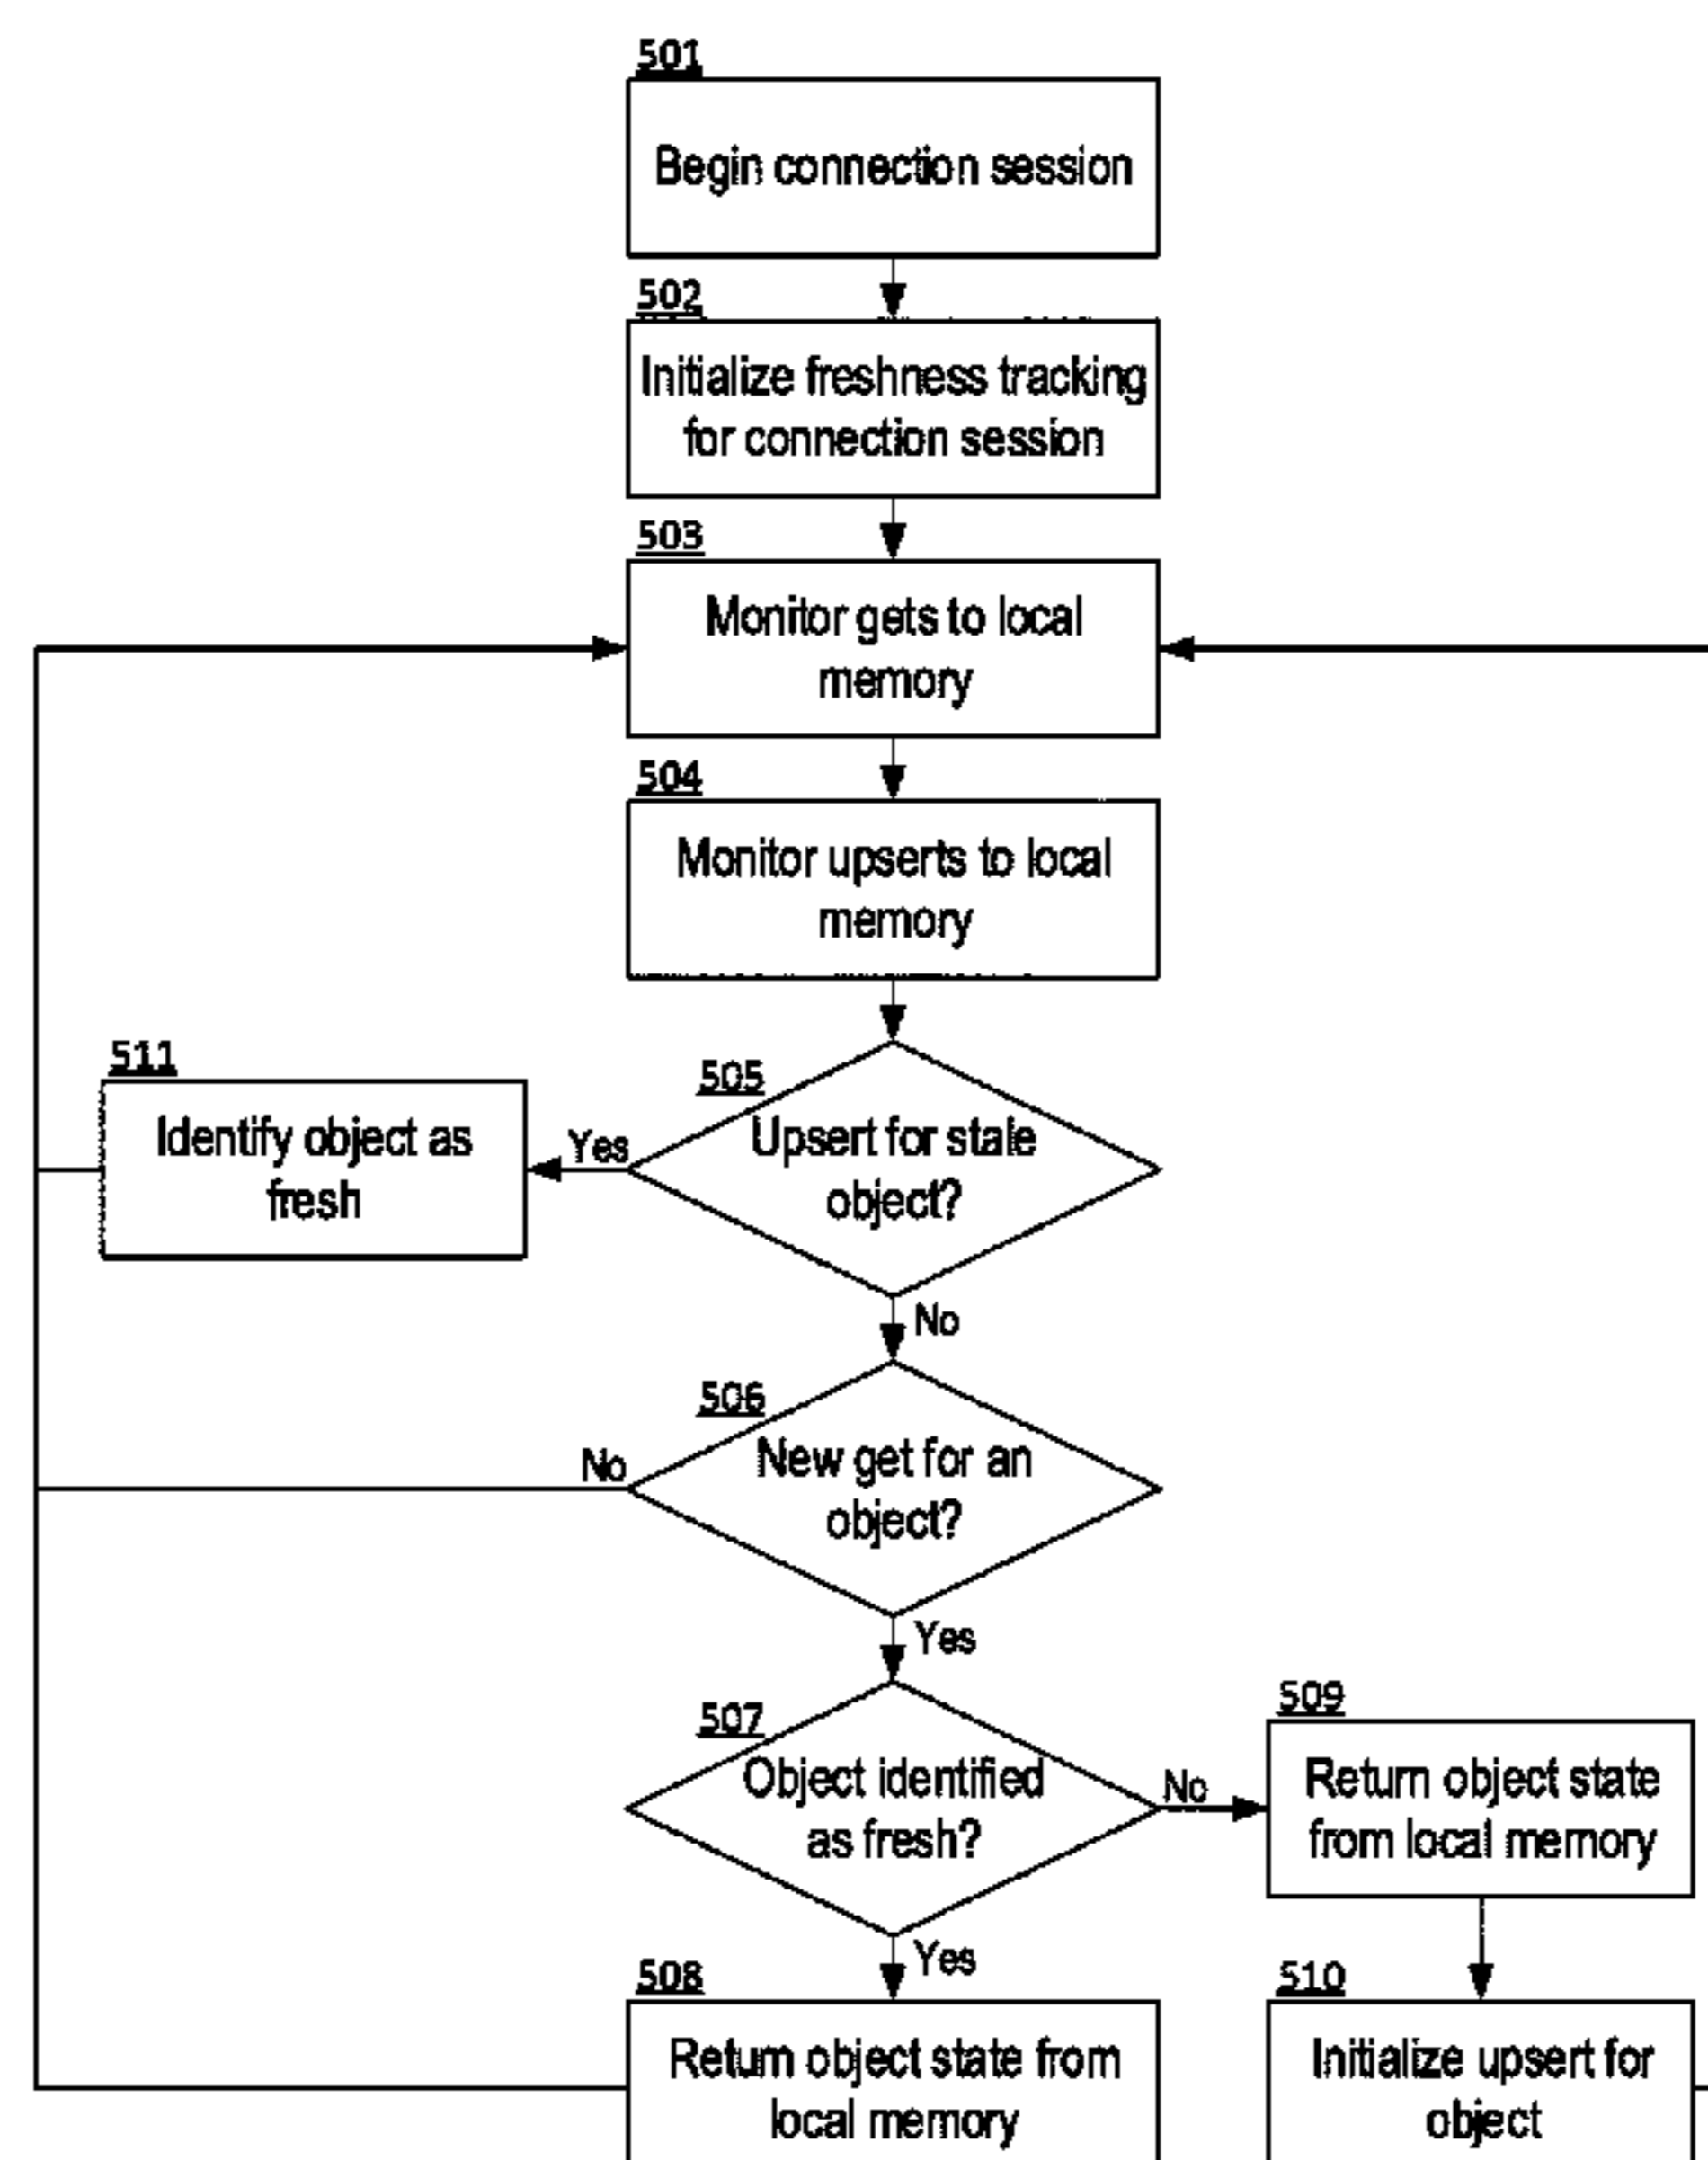 501
Begin connection session
502
Initialize freshness tracking
for connection session
503
Monitor gets to local
memory
504
Monitor upserts to local
memory
511
Identify object as
fresh
505
Yes
Upsert for stale
object?
No
506
No
New get for an
object?
Yes
507
Object identified
as fresh?
No
509
Return object state
from local memory
Yes
508
Return object state from
local memory
510
Initialize upsert for
object